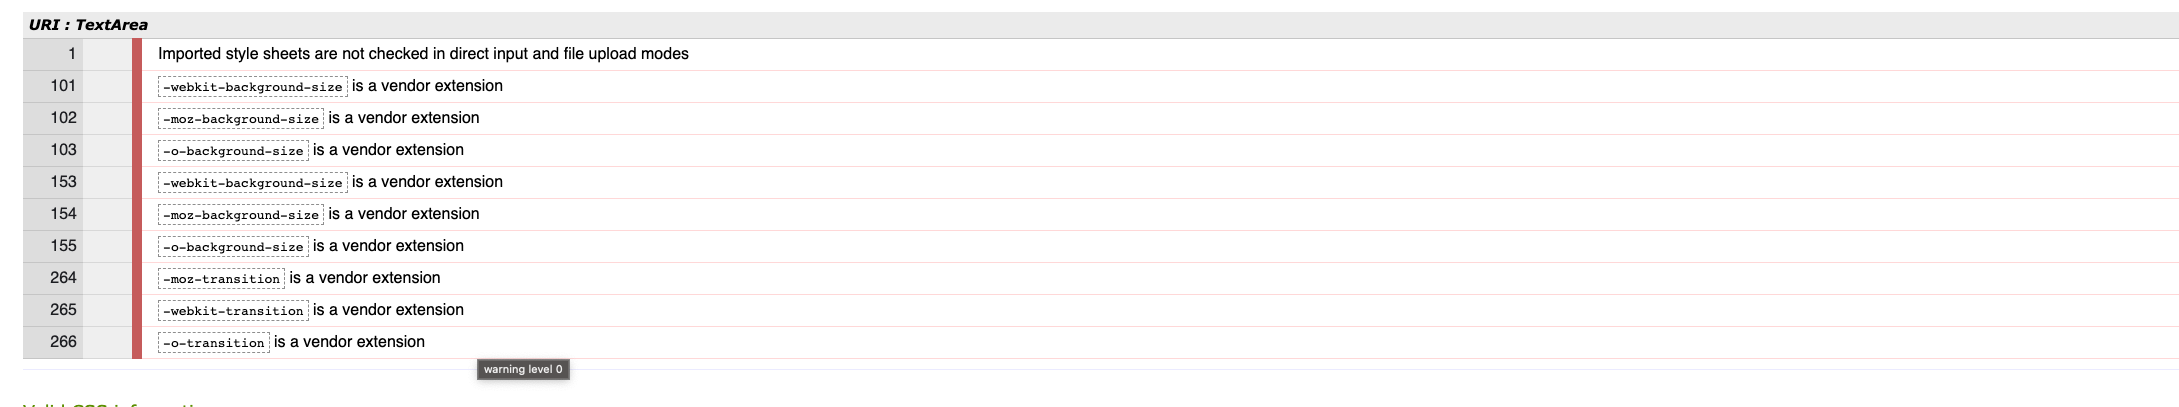 URI : TextArea
1 Imported style sheets are not checked in direct input and file upload modes
101 -webkit-background-size is a vendor extension
102 -moz-background-size is a vendor extension
103 -o-background-size is a vendor extension
153 -webkit-background-size is a vendor extension
154 -moz-background-size is a vendor extension
155 -o-background-size is a vendor extension
264 -moz-transition is a vendor extension
265 -webkit-transition is a vendor extension
266 -o-transition is a vendor extension
warning level 0